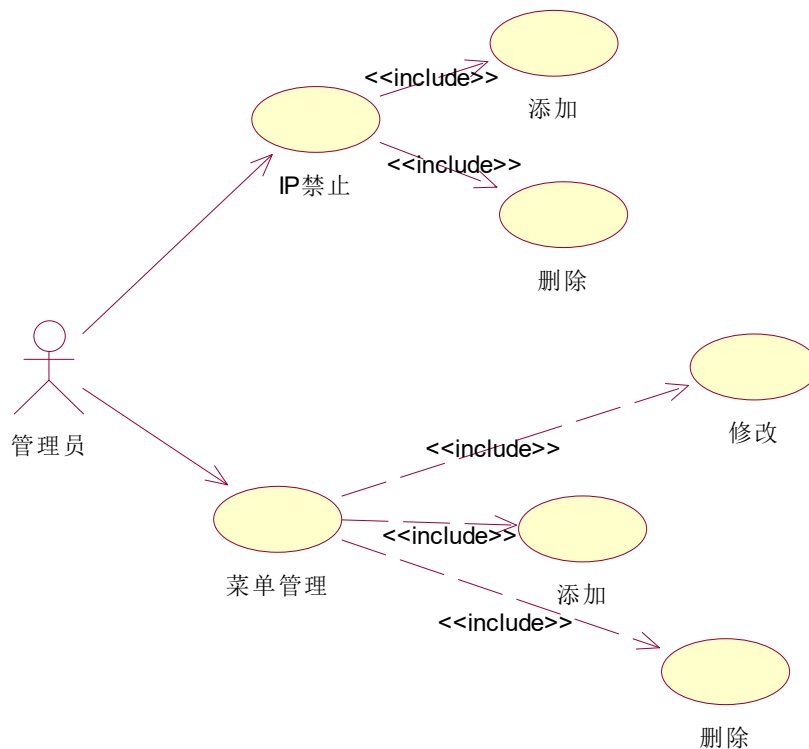 <<include>>
添加
<<include>>
IP禁止
删除
管理员
<<include>>
修改
<<include>>
菜单管理
添加
<<include>>
删除